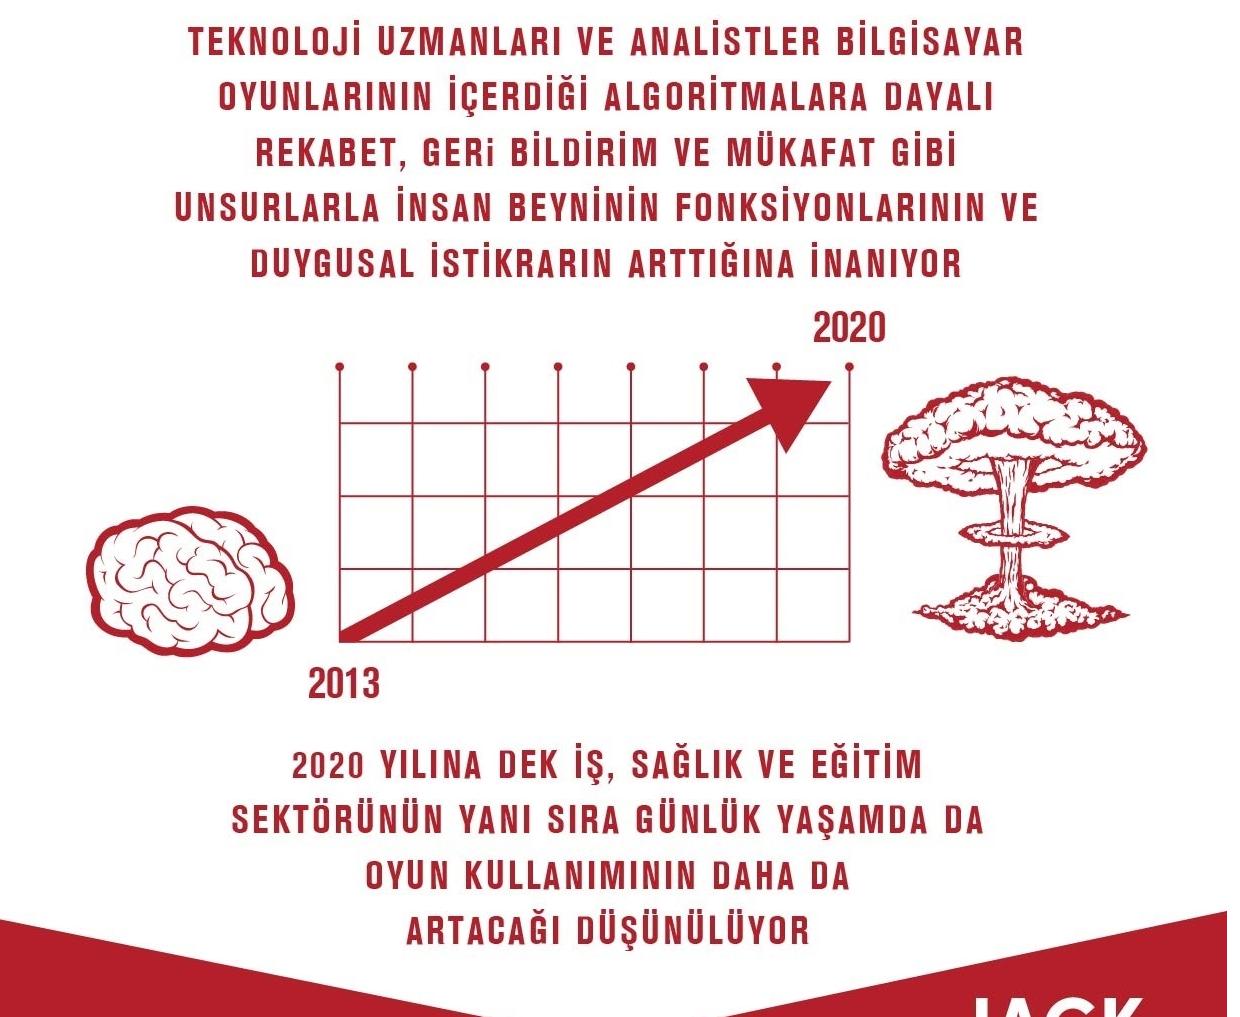 TEKNOLOJİ UZMANLARI VE ANALİSTLER BİLGİSAYAR
OYUNLARININ İÇERDİĞİ ALGORİTMALARA DAYALI
REKABET, GERi BİLDİRİM VE MÜKAFAT GİBİ
UNSURLARLA İNSAN BEYNİNİN FONKSİYONLARININ VE
DUYGUSAL İSTİKRARIN ARTTIĞINA İNANIYOR
2020
2013
2020 YILINA DEK İŞ, SAĞLIK VE EĞİTİM
SEKTÖRÜNÜN YANI SIRA GÜNLÜK YAŞAMDA DA
OYUN KULLANIMININ DAHA DA
ARTACAĞI DÜŞÜNÜLÜYOR